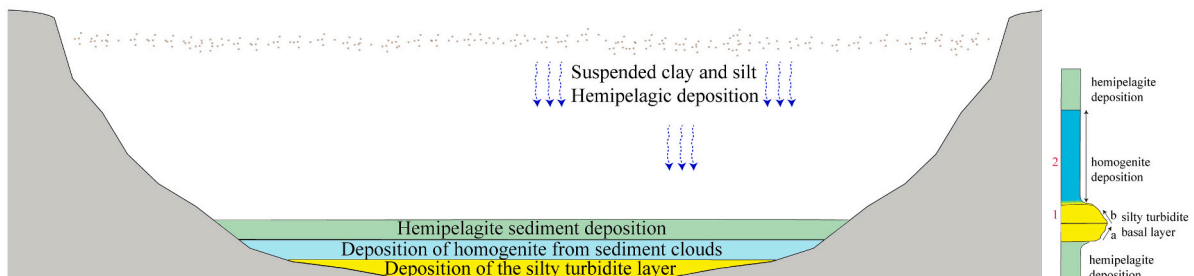 Suspended clay and silt
Hemipelagic deposition
Hemipelagite sediment deposition
Deposition of homogenite from sediment clouds
Deposition of the silty turbidite layer
hemipelagite
deposition
2
homogenite
deposition
1
b
silty turbidite
a
basal layer
hemipelagite
deposition